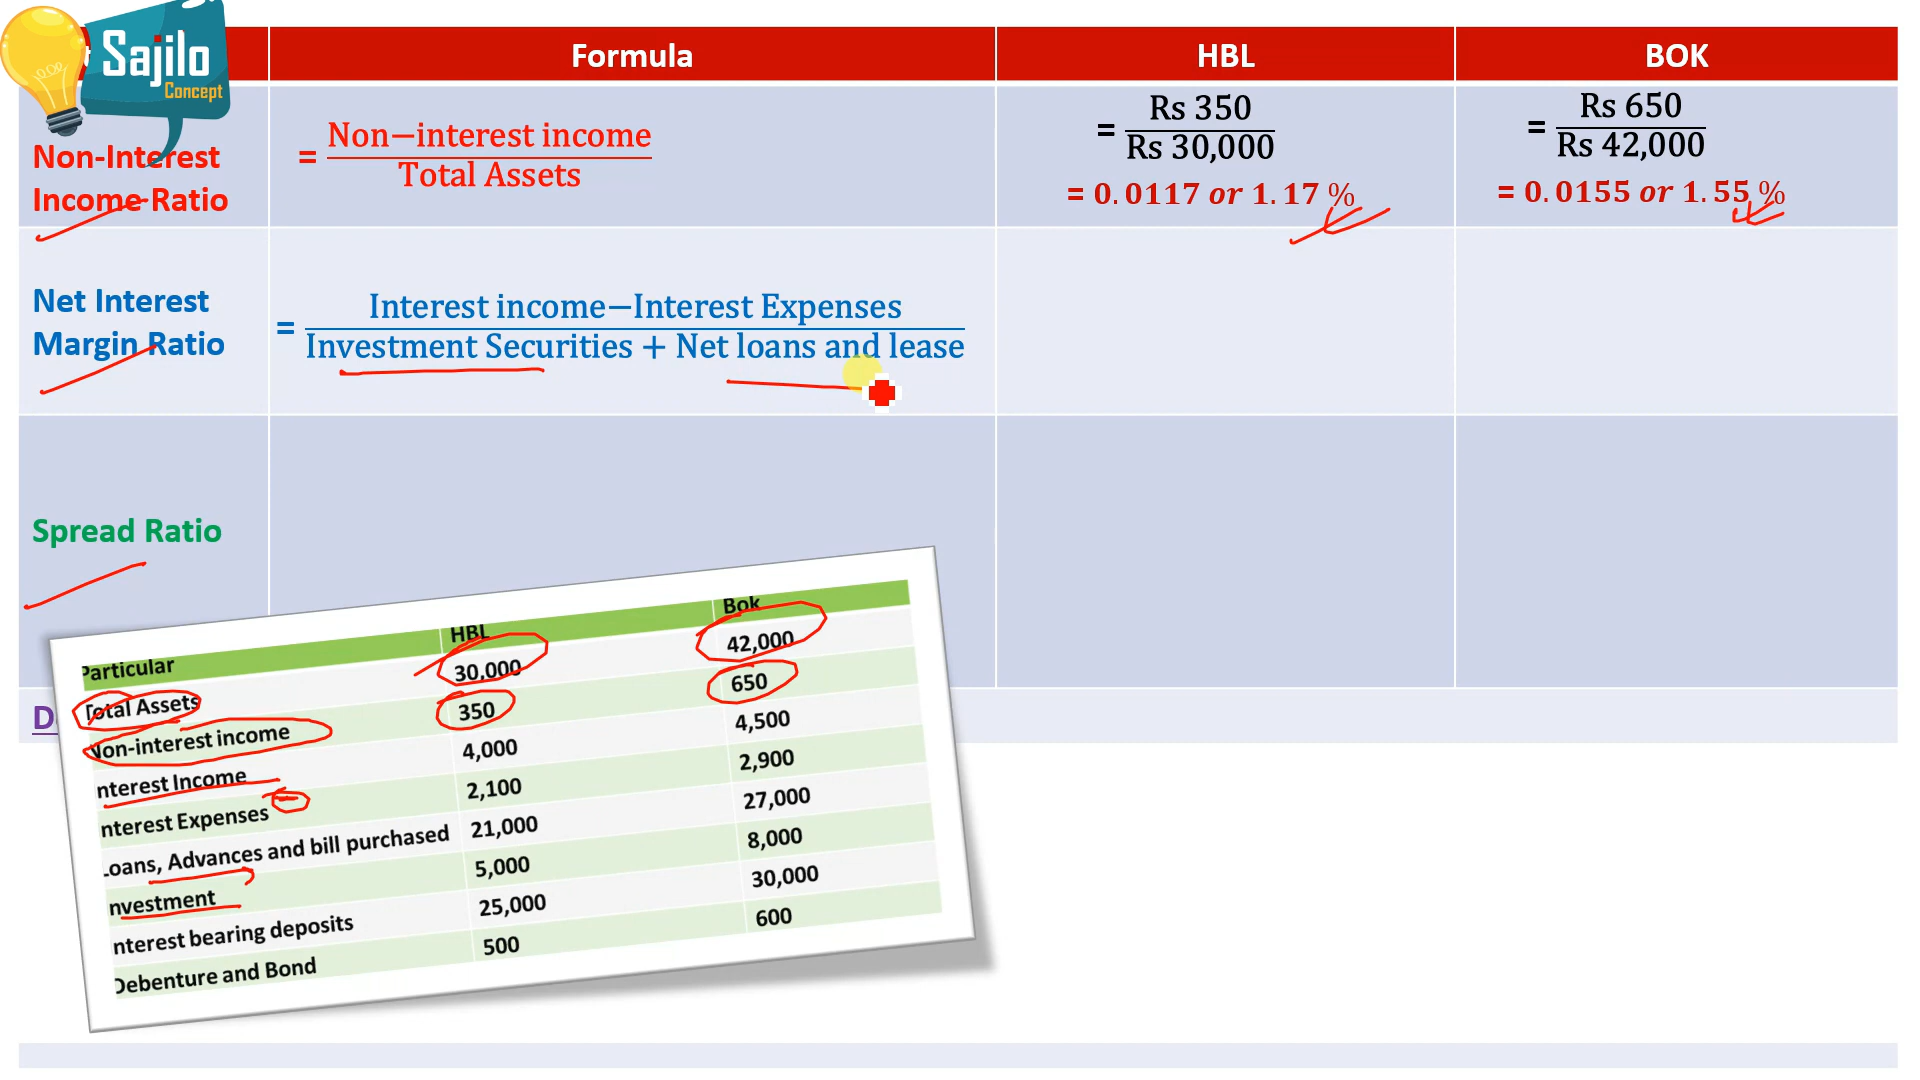 Sajilo
Concept
Formula
HBL
BOK
Non-Interest
Income Ratio
= Non−interest income
Total Assets
= Rs 350
Rs 30,000
= 0.0117 or 1.17 %
= Rs 650
Rs 42,000
= 0.0155 or 1.55 %
Net Interest
Margin Ratio
= Interest income−Interest Expenses
Investment Securities + Net loans and lease
Spread Ratio
D
Particular HBL Bok
Total Assets 30,000 42,000
Non-interest income 350 650
nterest Income 4,000 4,500
nterest Expenses 2,100 2,900
Loans, Advances and bill purchased 21,000 27,000
nvestment 5,000 8,000
nterest bearing deposits 25,000 30,000
Debenture and Bond 500 600